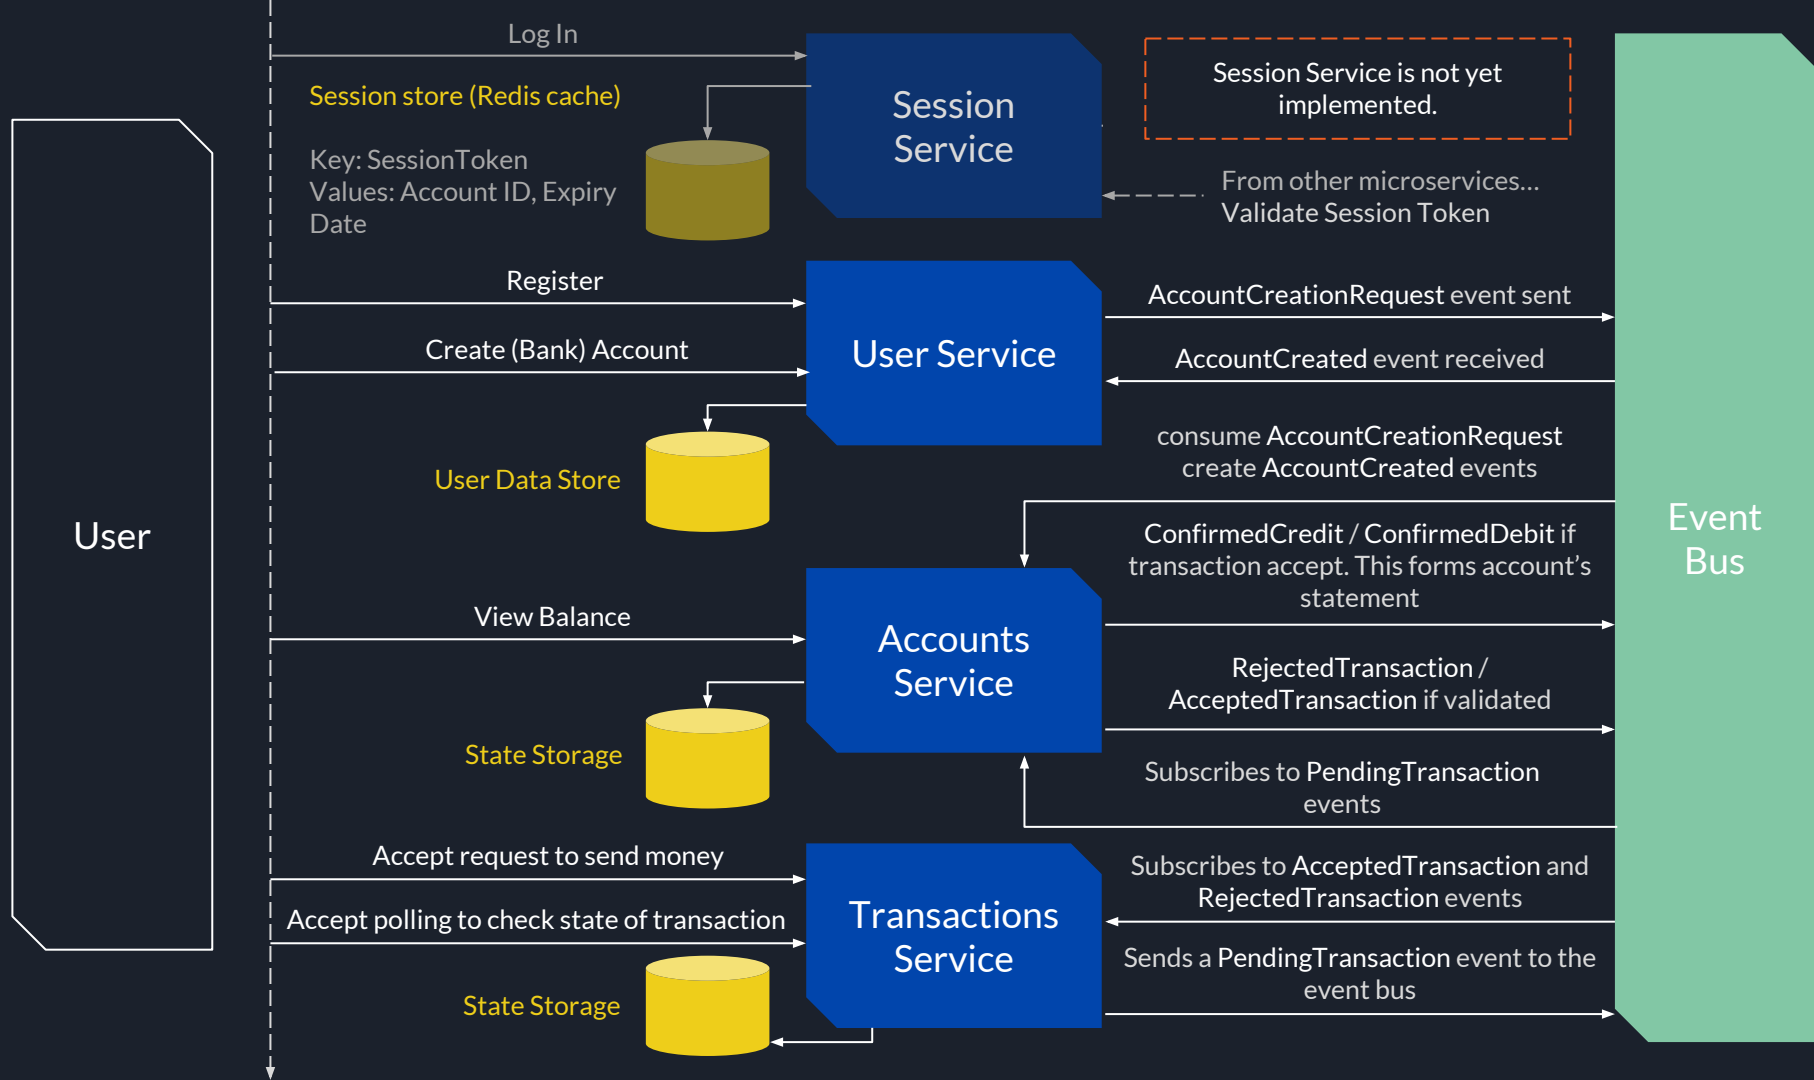 Log In
Session store (Redis cache)
Key: SessionToken
Values: Account ID, Expiry
Date
Session
Service
Session Service is not yet
implemented.
From other microservices...
Validate Session Token
User
Register
Create (Bank) Account
User Service
User Data Store
AccountCreationRequest event sent
AccountCreated event received
consume AccountCreationRequest
create AccountCreated events
Event
Bus
ConfirmedCredit / ConfirmedDebit if
transaction accept. This forms account’s
statement
View Balance
Accounts
Service
State Storage
RejectedTransaction /
AcceptedTransaction if validated
Subscribes to PendingTransaction
events
Accept request to send money
Accept polling to check state of transaction
Transactions
Service
State Storage
Subscribes to AcceptedTransaction and
RejectedTransaction events
Sends a PendingTransaction event to the
event bus